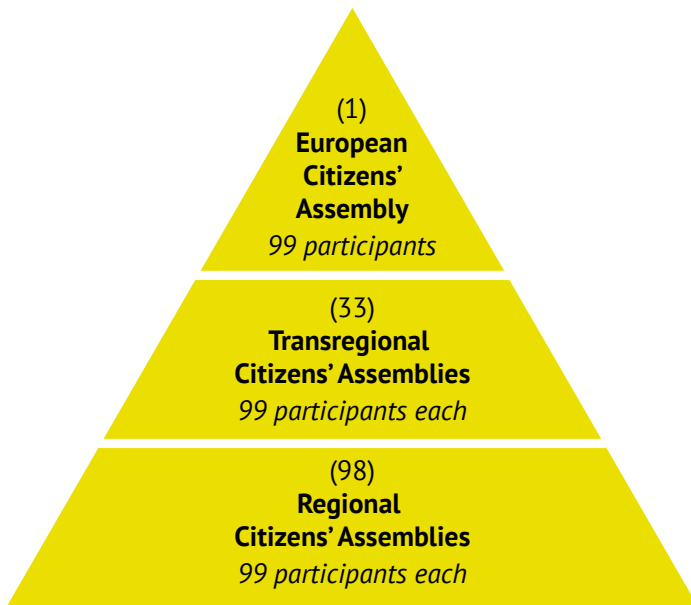 (1)
European
Citizens’
Assembly
99 participants
(33)
Transregional
Citizens’ Assemblies
99 participants each
(98)
Regional
Citizens’ Assemblies
99 participants each